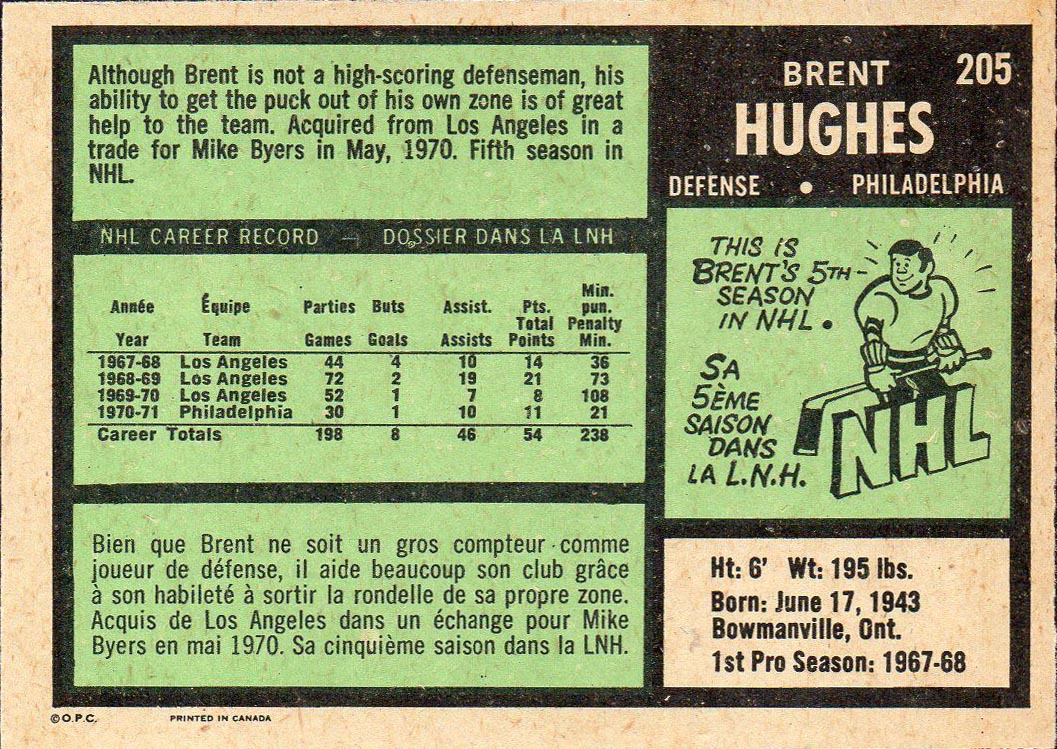 Although Brent is not a high-scoring defenseman, his
ability to get the puck out of his own zone is of great
help to the team. Acquired from Los Angeles in a
trade for Mike Byers in May, 1970. Fifth season in
NHL.
BRENT 205
HUGHES
DEFENSE • PHILADELPHIA
NHL CAREER RECORD — DOSSIER DANS LA LNH
Année Équipe Parties Buts Assist. Pts. Min. pun.
Year Team Games Goals Assists Total Points Penalty Min.
1967-68 Los Angeles 44 4 10 14 36
1968-69 Los Angeles 72 2 19 21 73
1969-70 Los Angeles 52 1 7 8 108
1970-71 Philadelphia 30 1 10 11 21
Career Totals 198 8 46 54 238
THIS IS
BRENT'S 5TH
SEASON
IN NHL.
SA
5ÈME
SAISON
DANS
LA L.N.H.
NHL
Bien que Brent ne soit un gros compteur comme
joueur de défense, il aide beaucoup son club grâce
à son habileté à sortir la rondelle de sa propre zone.
Acquis de Los Angeles dans un échange pour Mike
Byers en mai 1970. Sa cinquième saison dans la LNH.
Ht: 6' Wt: 195 lbs.
Born: June 17, 1943
Bowmanville, Ont.
1st Pro Season: 1967-68
©O.P.C. PRINTED IN CANADA